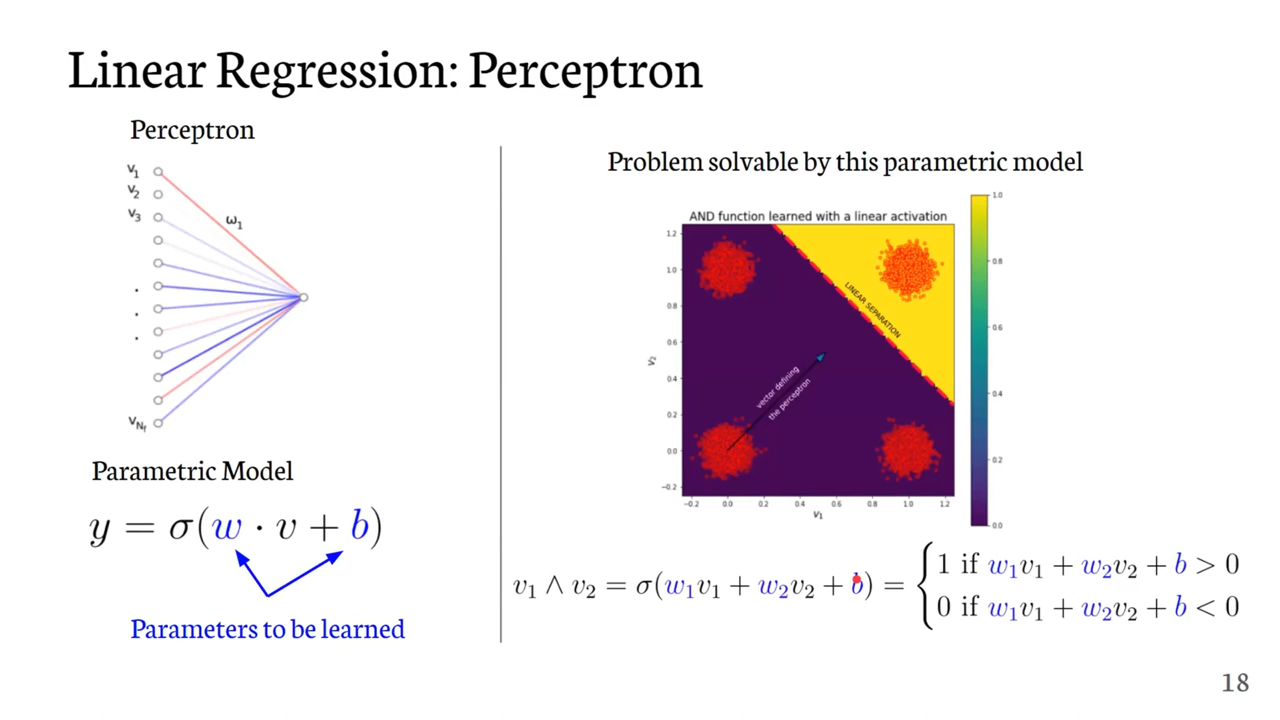 Linear Regression: Perceptron
Perceptron
v1
v2
v3
ω1
.
.
.
vNf
Parametric Model
y = σ(w · v + b)
Parameters to be learned
Problem solvable by this parametric model
AND function learned with a linear activation
1.2
1.0
0.8
0.6
0.4
0.2
0.0
−0.2
v2
−0.2 0.0 0.2 0.4 0.6 0.8 1.0 1.2
v1
LINEAR SEPARATION
vector defining
the perceptron
1.0
0.8
0.6
0.4
0.2
0.0
v1 ∧ v2 = σ(w1v1 + w2v2 + b) = {
1 if w1v1 + w2v2 + b > 0
0 if w1v1 + w2v2 + b < 0
18